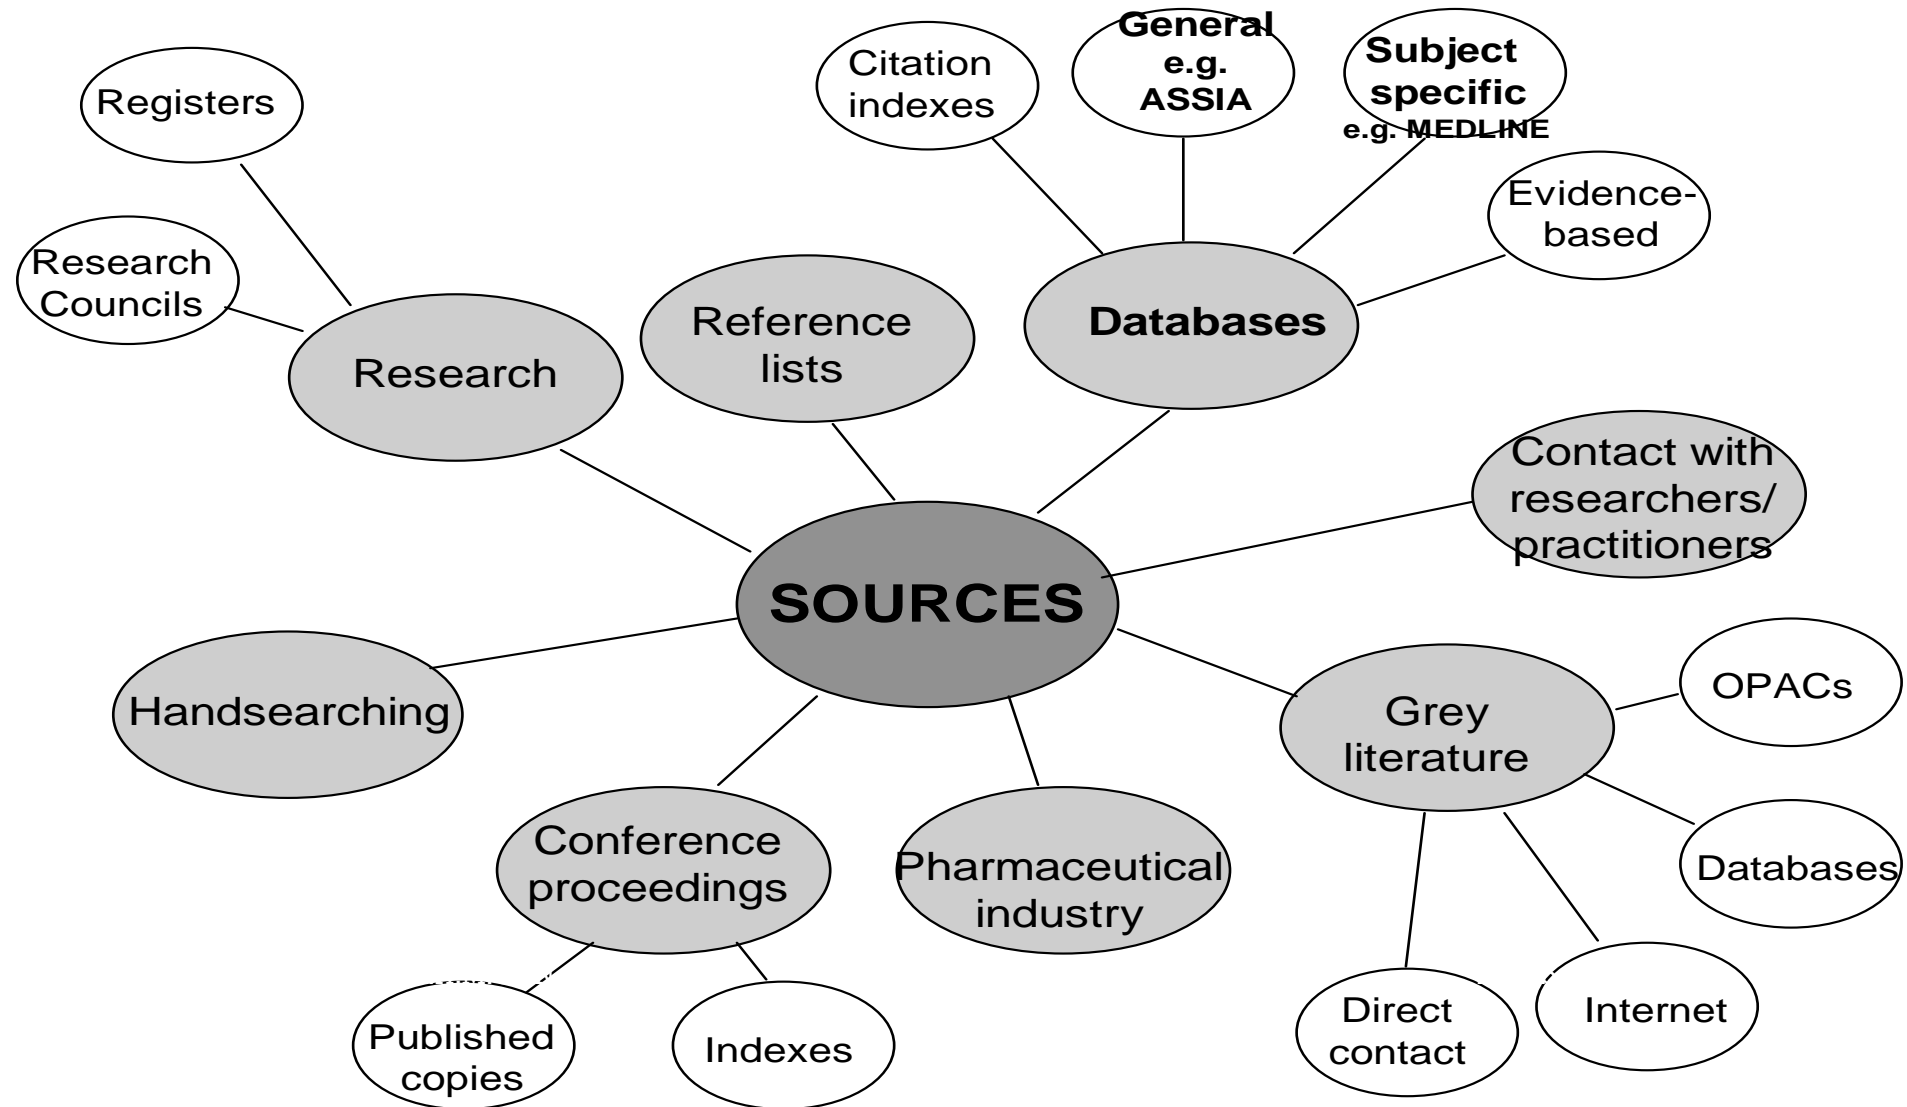 General
e.g.
ASSIA
Subject
specific
e.g. MEDLINE
Citation
indexes
Registers
Evidence-
based
Research
Councils
Reference
lists
Databases
Research
Contact with
researchers/
practitioners
SOURCES
OPACs
Handsearching
Grey
literature
Conference
proceedings
Pharmaceutical
industry
Databases
Published
copies
Indexes
Direct
contact
Internet